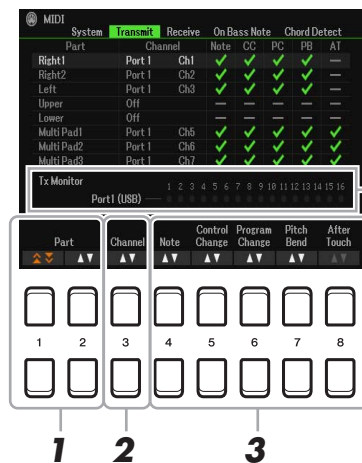 MIDI
System Transmit Receive On Bass Note Chord Detect
Part Channel Note CC PC PB AT
Right1 Port 1 Ch1
Right2 Port 1 Ch2
Left Port 1 Ch3
Upper Off
Lower Off
Multi Pad1 Port 1 Ch5
Multi Pad2 Port 1 Ch6
Multi Pad3 Port 1 Ch7
Tx Monitor
1 2 3 4 5 6 7 8 9 10 11 12 13 14 15 16
Port1 (USB)
Part Channel Note Control Change Program Change Pitch Bend After Touch
1 2 3 4 5 6 7 8
1 2 3